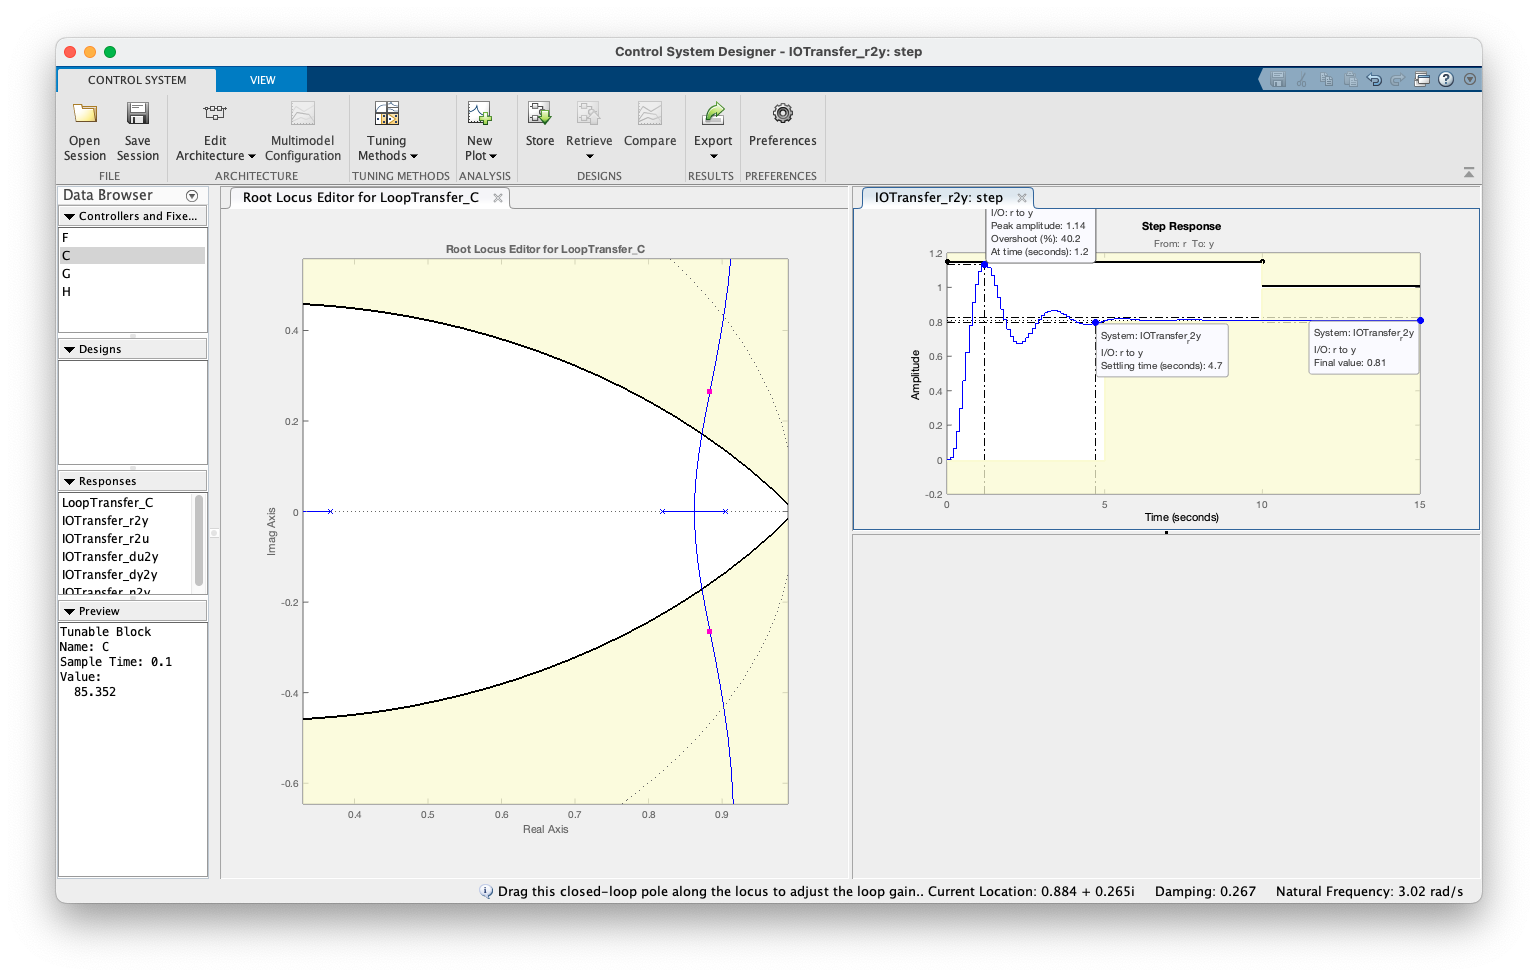 Control System Designer - IOTransfer_r2y: step
CONTROL SYSTEM
VIEW
Open Session
Save Session
FILE
Edit Architecture
Multimodel Configuration
ARCHITECTURE
Tuning Methods
TUNING METHODS
New Plot
ANALYSIS
Store
Retrieve
Compare
DESIGNS
Export
RESULTS
Preferences
PREFERENCES
Data Browser
Controllers and Fixe...
F
C
G
H
Designs
Responses
LoopTransfer_C
IOTransfer_r2y
IOTransfer_r2u
IOTransfer_du2y
IOTransfer_dy2y
IOTransfer_n2y
Preview
Tunable Block
Name: C
Sample Time: 0.1
Value:
85.352
Root Locus Editor for LoopTransfer_C
Root Locus Editor for LoopTransfer_C
0.4
0.2
0
-0.2
-0.4
-0.6
Imag Axis
0.4 0.5 0.6 0.7 0.8 0.9
Real Axis
IOTransfer_r2y: step
Step Response
From: r To: y
I/O: r to y
Peak amplitude: 1.14
Overshoot (%): 40.2
At time (seconds): 1.2
1.2
1
0.8
0.6
0.4
0.2
0
-0.2
Amplitude
System: IOTransfer_r2y
I/O: r to y
Settling time (seconds): 4.7
System: IOTransfer_r2y
I/O: r to y
Final value: 0.81
0 5 10 15
Time (seconds)
Drag this closed-loop pole along the locus to adjust the loop gain.. Current Location: 0.884 + 0.265i Damping: 0.267 Natural Frequency: 3.02 rad/s